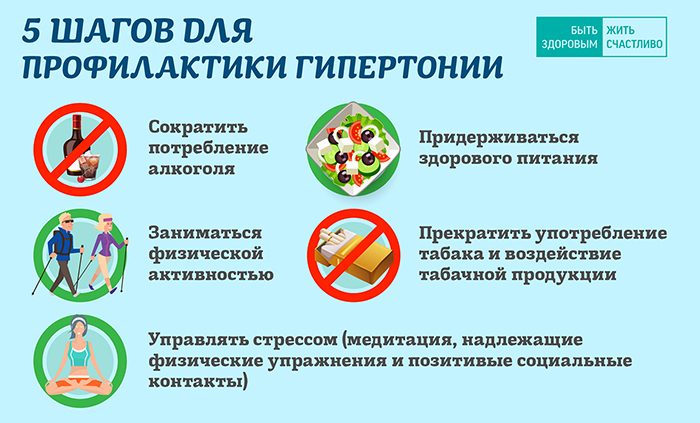 5 ШАГОВ ДЛЯ
ПРОФИЛАКТИКИ ГИПЕРТОНИИ
БЫТЬ
ЗДОРОВЫМ
ЖИТЬ
СЧАСТЛИВО
Сократить
потребление
алкоголя
Придерживаться
здорового питания
Заниматься
физической
активностью
Прекратить употребление
табака и воздействие
табачной продукции
Управлять стрессом (медитация, надлежащие
физические упражнения и позитивые социальные
контакты)